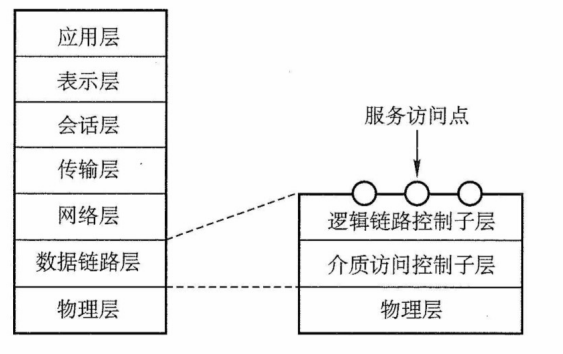 应用层
表示层
会话层
传输层
网络层
数据链路层
物理层
服务访问点
逻辑链路控制子层
介质访问控制子层
物理层